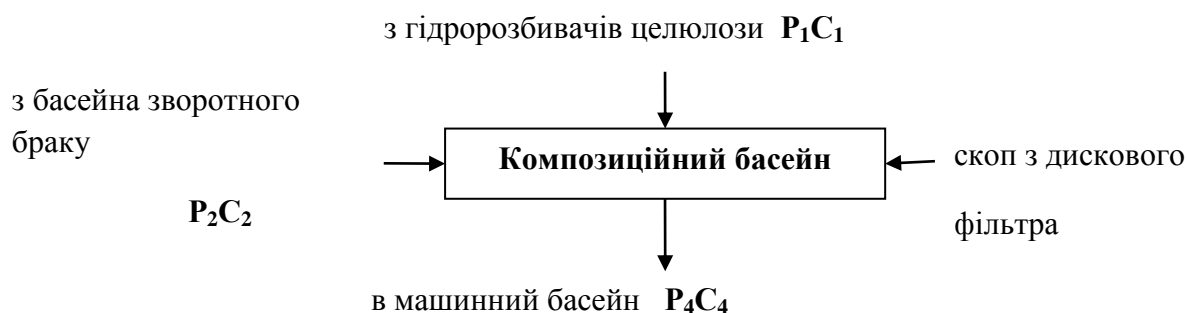 з гідророзбивачів целюлози P₁C₁
з басейна зворотного
браку
Композиційний басейн
скоп з дискового
P₂C₂
фільтра
в машинний басейн P₄C₄